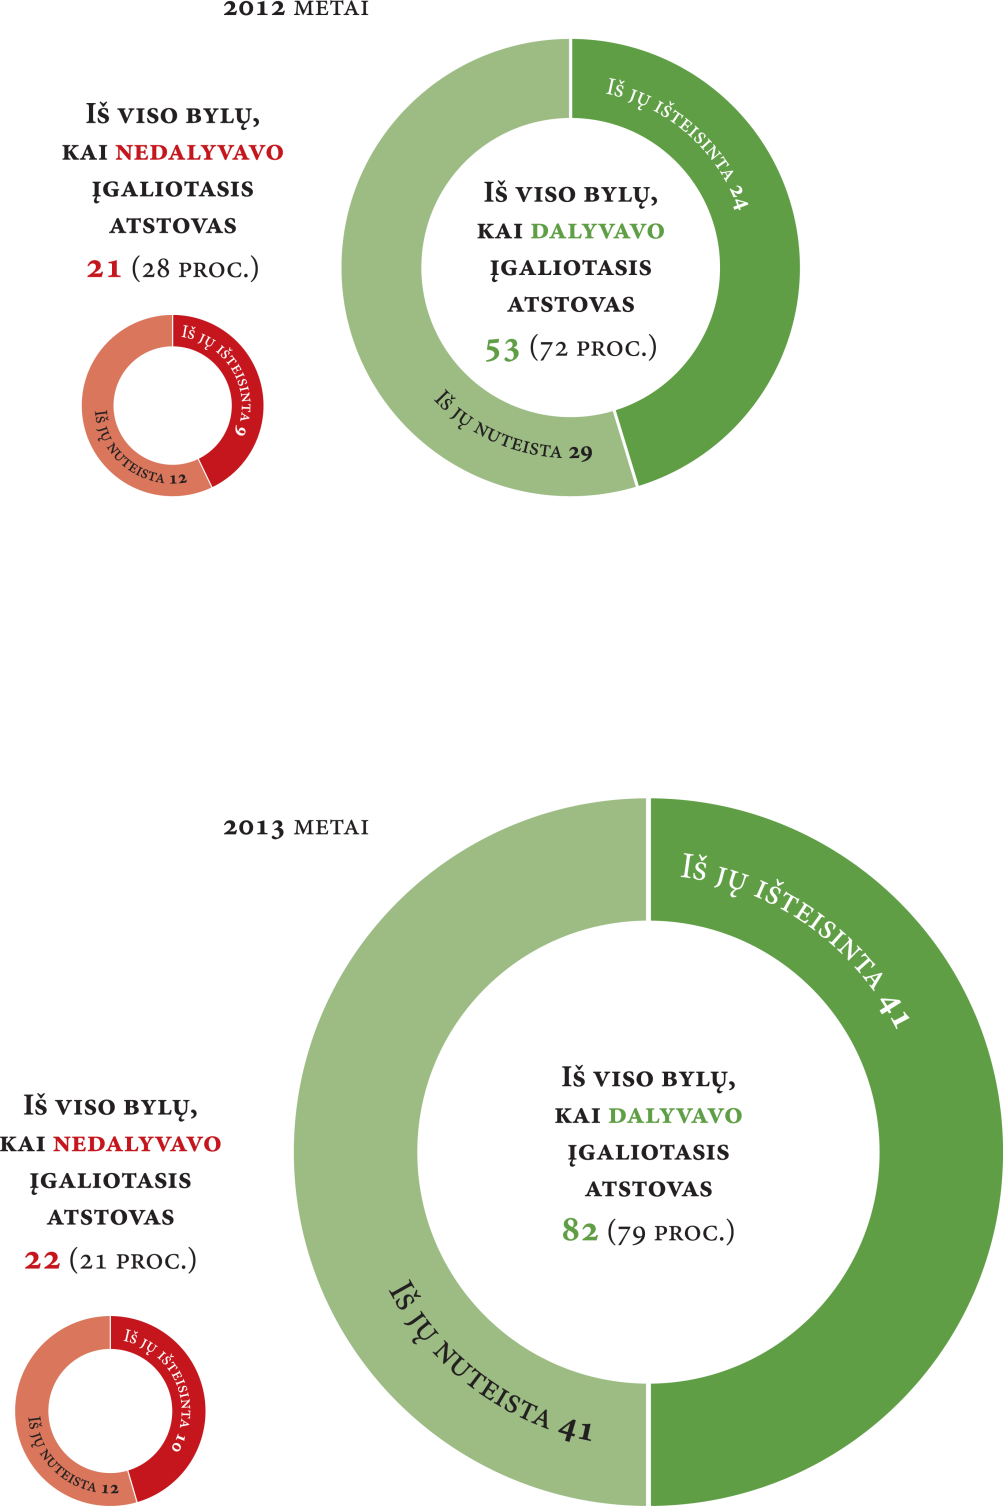 2012 METAI
Iš VISO BYLŲ,
KAI NEDALYVAVO
ĮGALIOTASIS
ATSTOVAS
21 (28 PROC.)
Iš JŲ IŠTEISINTA 9
Iš JŲ NUTEISTA 12
Iš JŲ IŠTEISINTA 24
Iš VISO BYLŲ,
KAI DALYVAVO
ĮGALIOTASIS
ATSTOVAS
53 (72 PROC.)
Iš JŲ NUTEISTA 29
2013 METAI
Iš VISO BYLŲ,
KAI NEDALYVAVO
ĮGALIOTASIS
ATSTOVAS
22 (21 PROC.)
Iš JŲ IŠTEISINTA 10
Iš JŲ NUTEISTA 12
Iš JŲ IŠTEISINTA 41
Iš VISO BYLŲ,
KAI DALYVAVO
ĮGALIOTASIS
ATSTOVAS
82 (79 PROC.)
Iš JŲ NUTEISTA 41